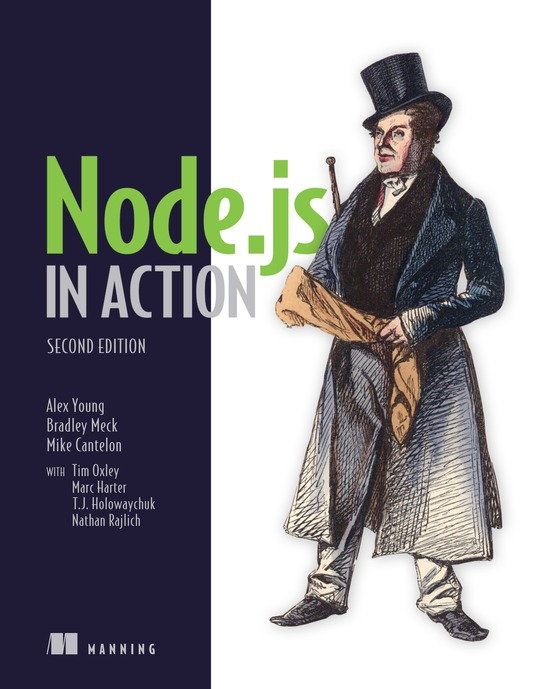 Node.js
IN ACTION
SECOND EDITION
Alex Young
Bradley Meck
Mike Cantelon
WITH Tim Oxley
Marc Harter
T.J. Holowaychuk
Nathan Rajlich
MANNING